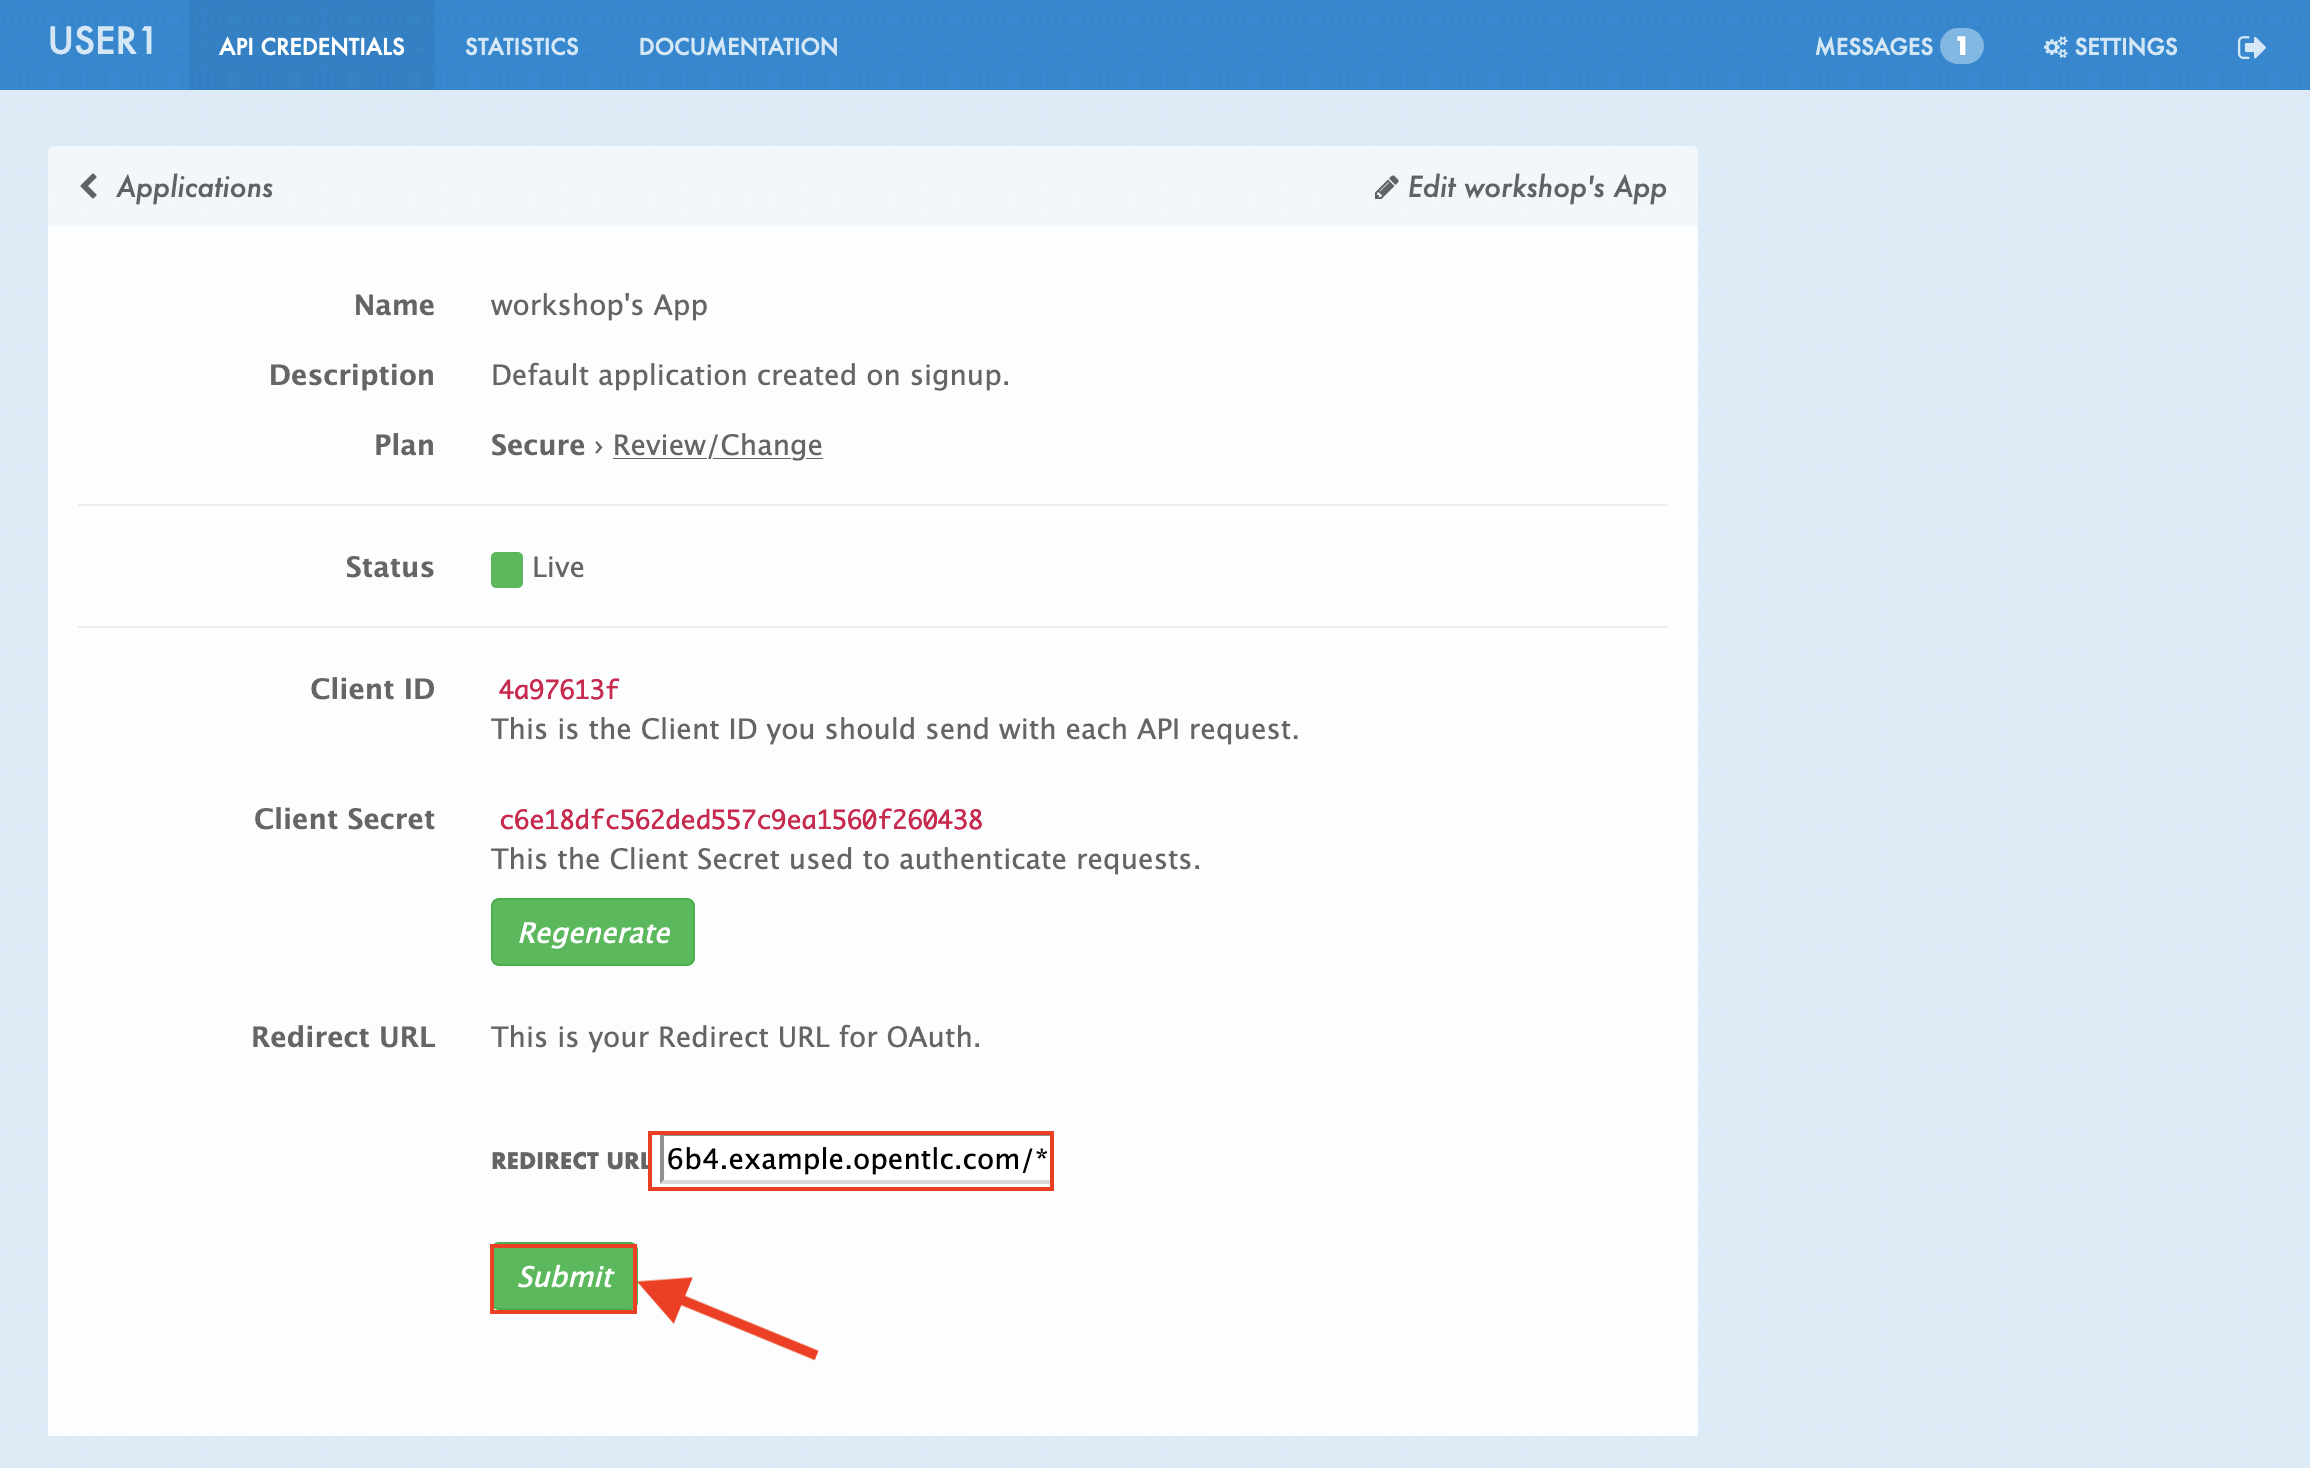 USER1 API CREDENTIALS STATISTICS DOCUMENTATION MESSAGES 1 SETTINGS
Applications Edit workshop's App
Name workshop's App
Description Default application created on signup.
Plan Secure › Review/Change
Status Live
Client ID 4a97613f
This is the Client ID you should send with each API request.
Client Secret c6e18dfc562ded557c9ea1560f260438
This the Client Secret used to authenticate requests.
Regenerate
Redirect URL This is your Redirect URL for OAuth.
REDIRECT URL 6b4.example.opentlc.com/*
Submit